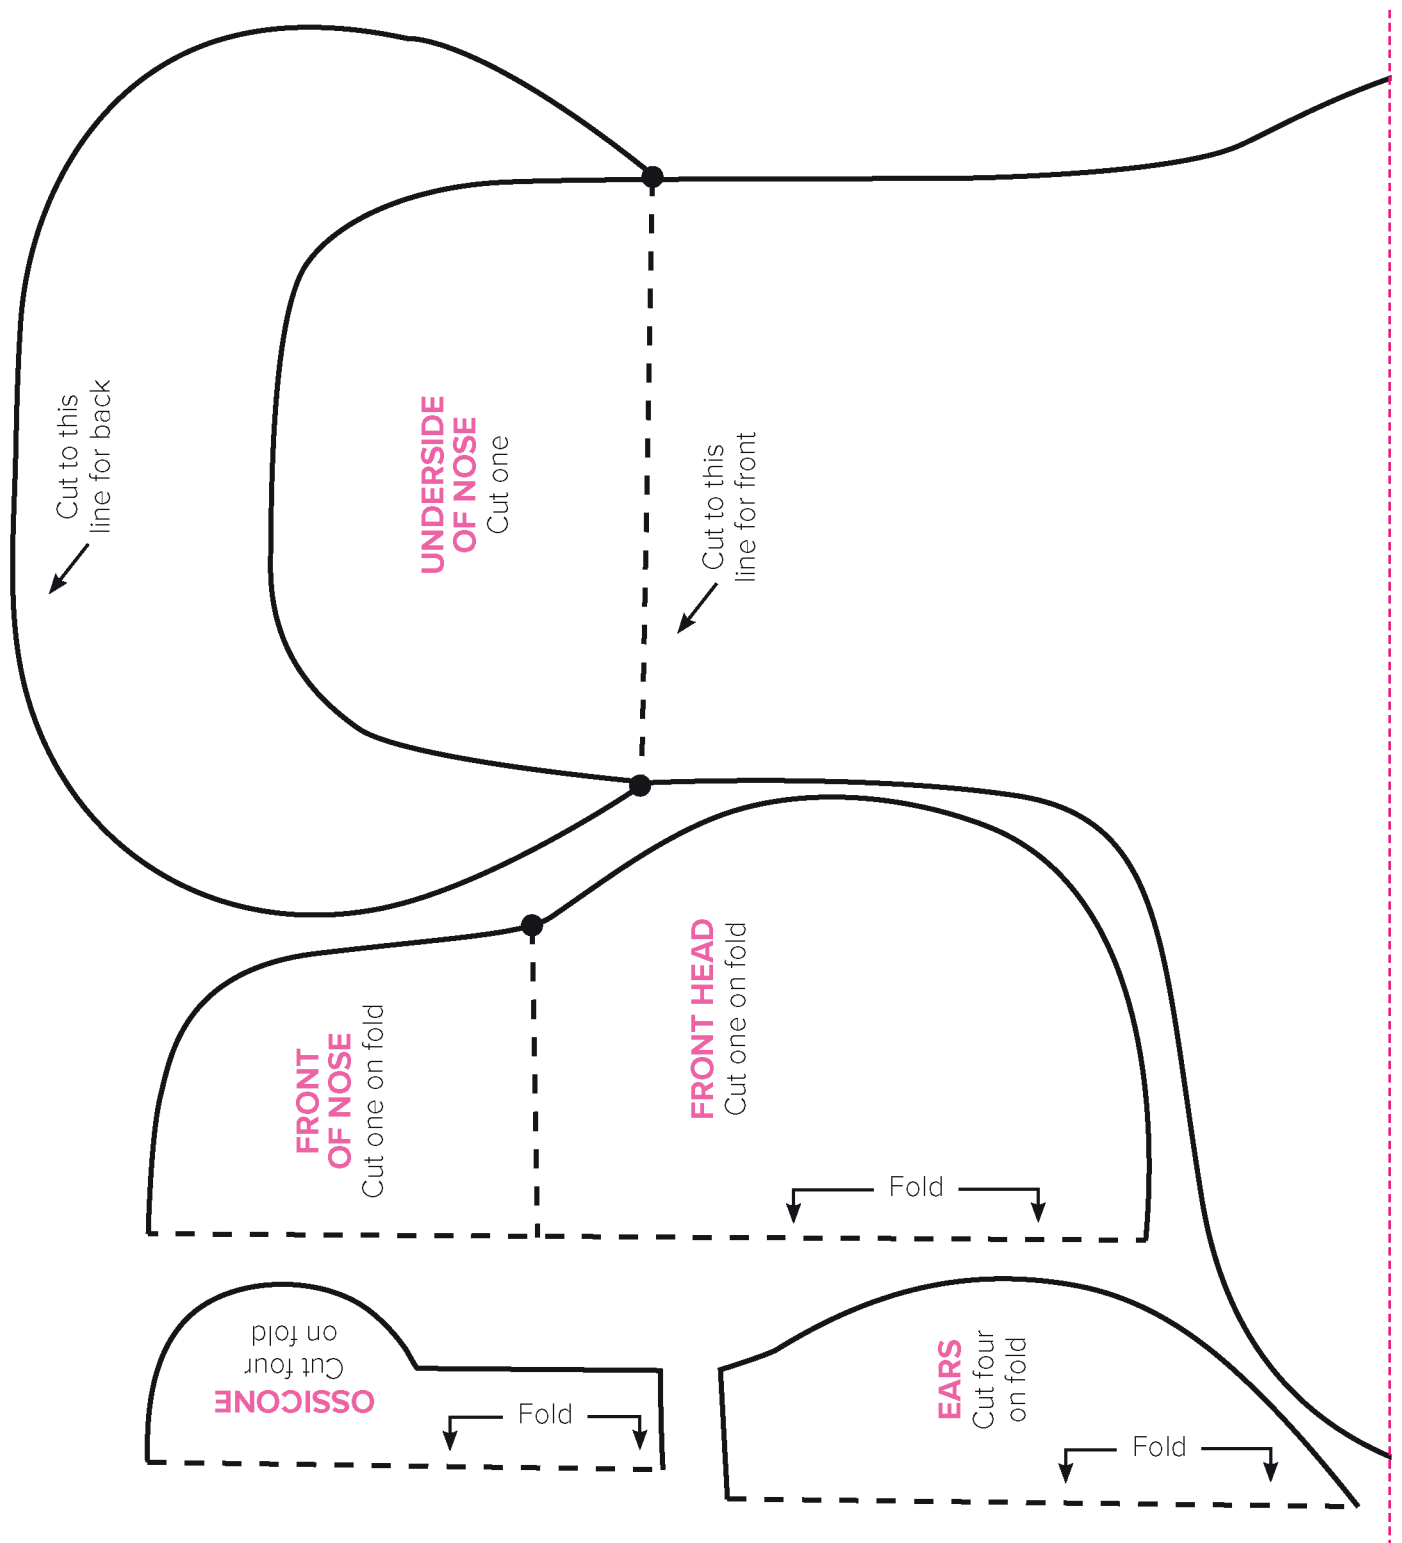 Cut to this
line for back
UNDERSIDE
OF NOSE
Cut one
Cut to this
line for front
FRONT
OF NOSE
Cut one on fold
FRONT HEAD
Cut one on fold
Fold
OSSICONE
Cut four
on fold
Fold
EARS
Cut four
on fold
Fold